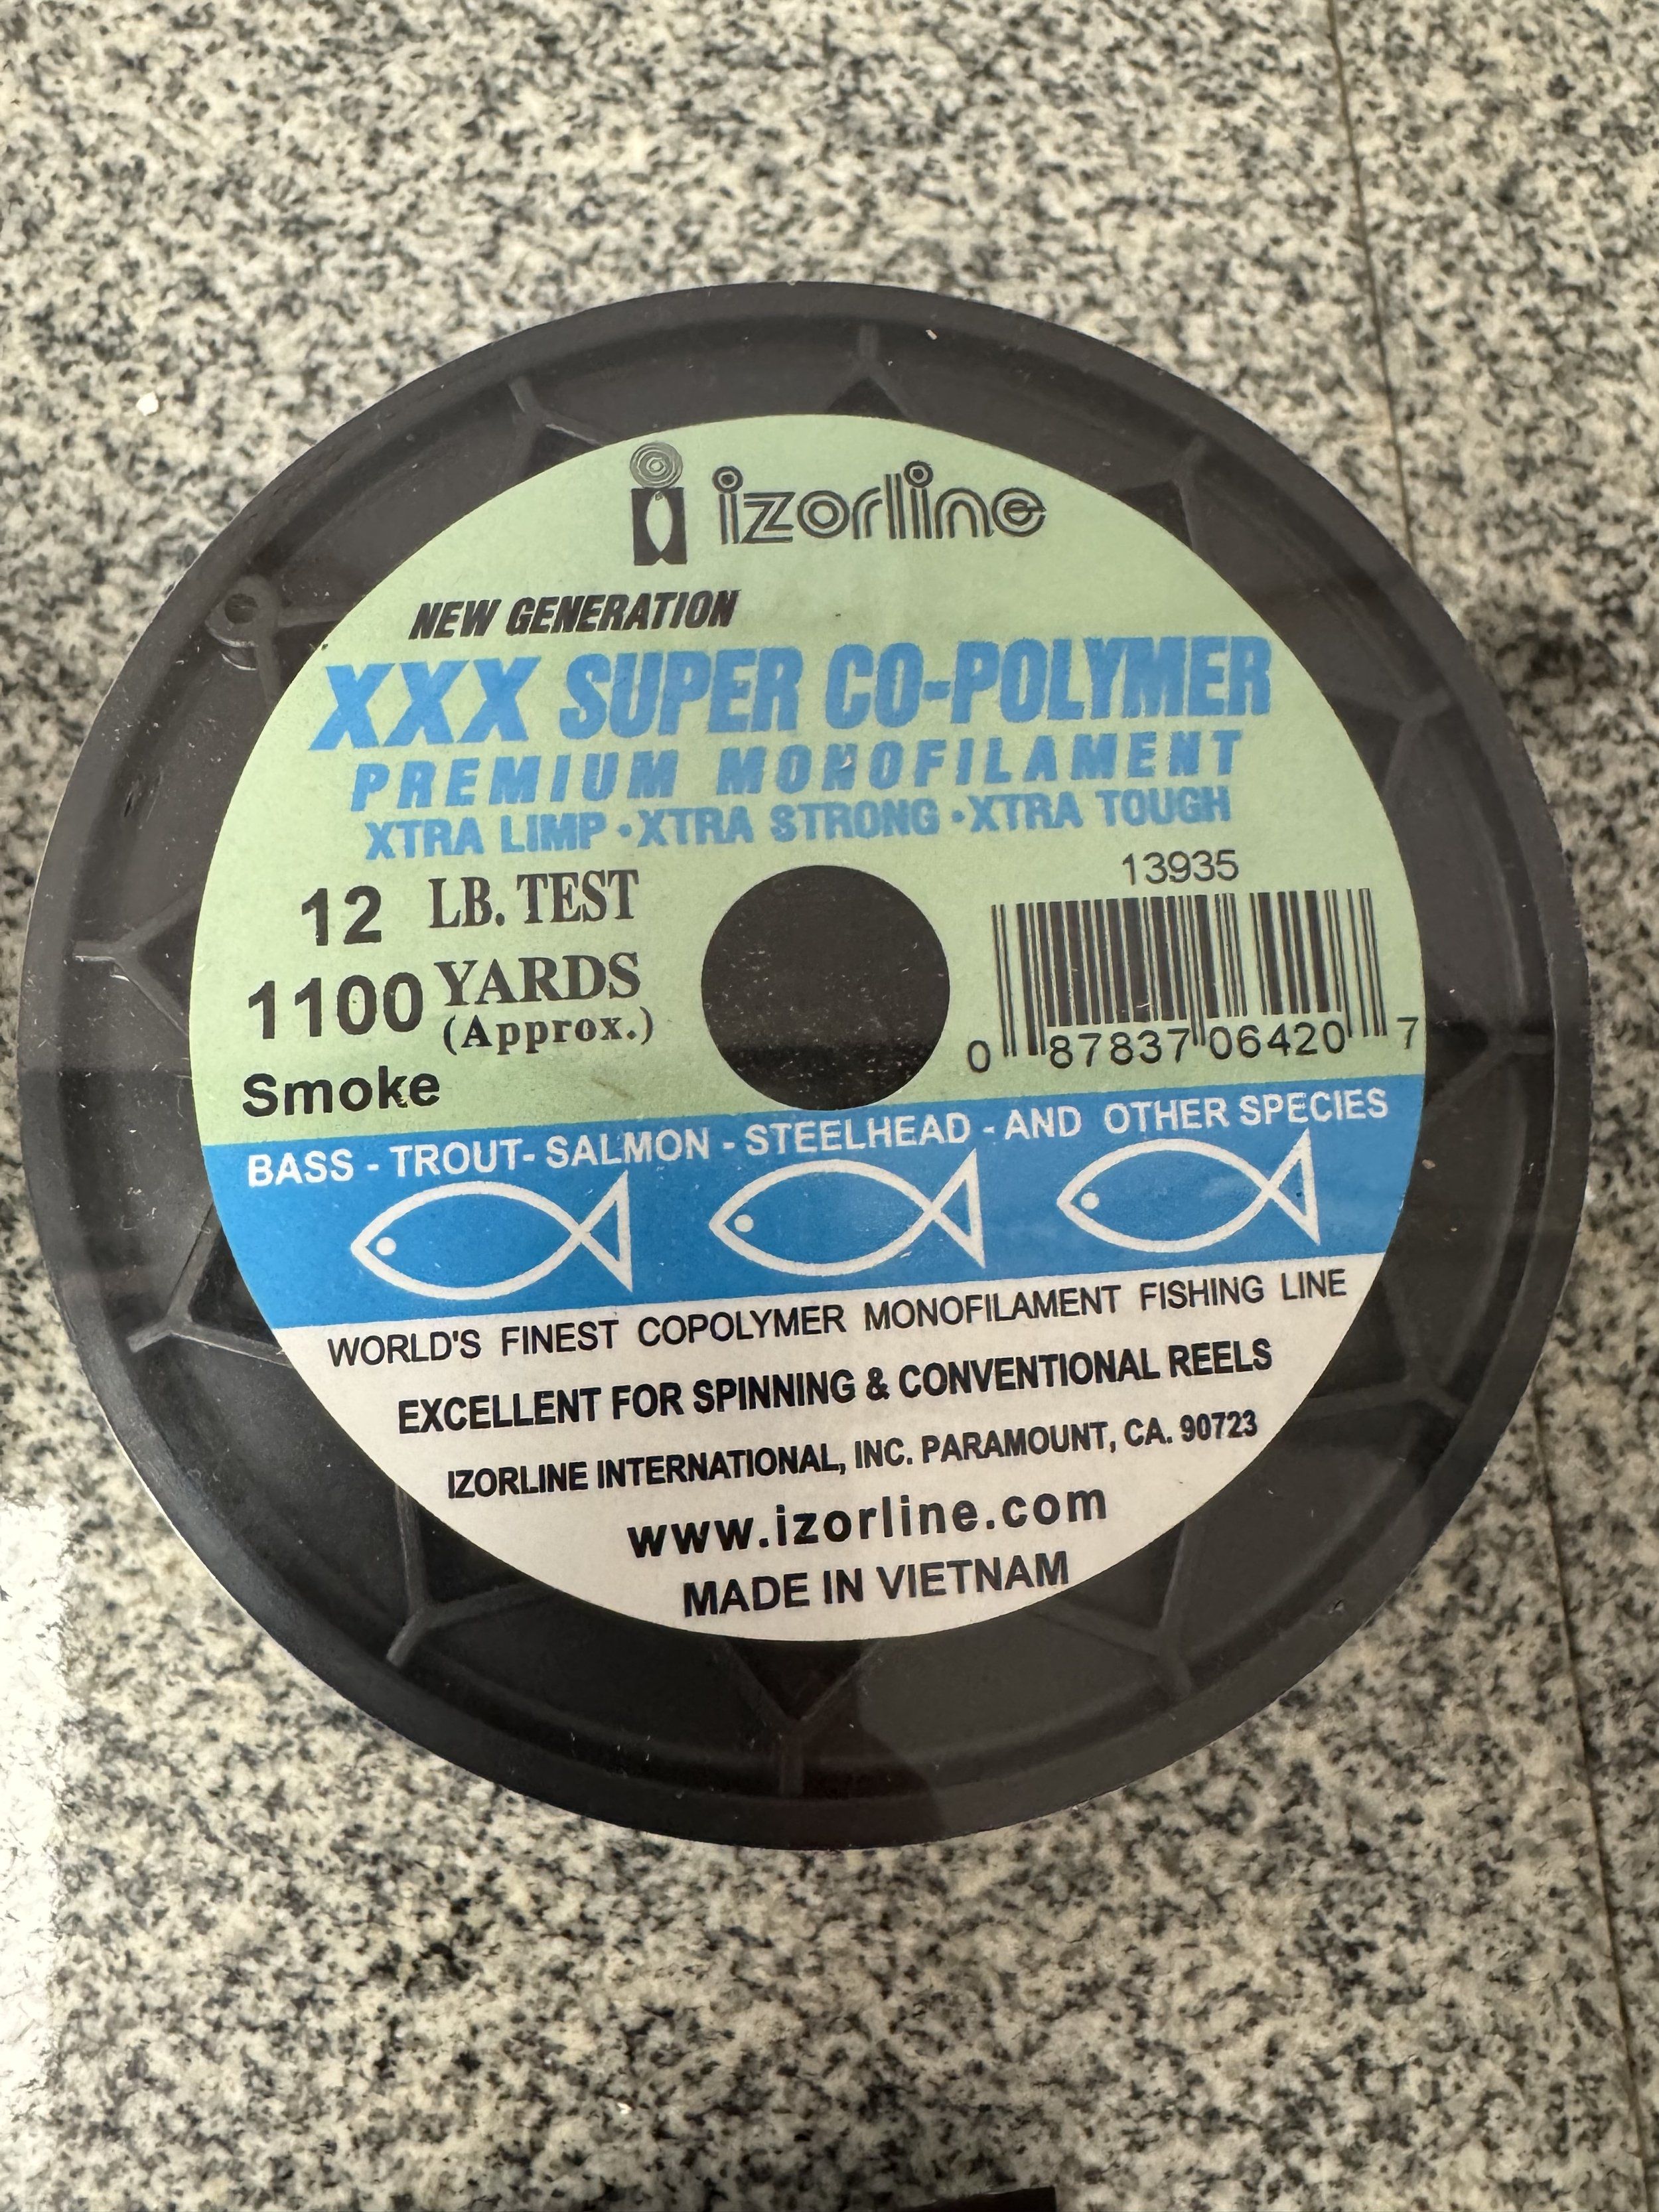 izorline
NEW GENERATION
XXX SUPER CO-POLYMER
PREMIUM MONOFILAMENT
XTRA LIMP • XTRA STRONG • XTRA TOUGH
12 LB. TEST
1100 YARDS
(Approx.)
Smoke
13935
0 87837 06420 7
BASS - TROUT- SALMON - STEELHEAD - AND OTHER SPECIES
WORLD'S FINEST COPOLYMER MONOFILAMENT FISHING LINE
EXCELLENT FOR SPINNING & CONVENTIONAL REELS
IZORLINE INTERNATIONAL, INC. PARAMOUNT, CA. 90723
www.izorline.com
MADE IN VIETNAM